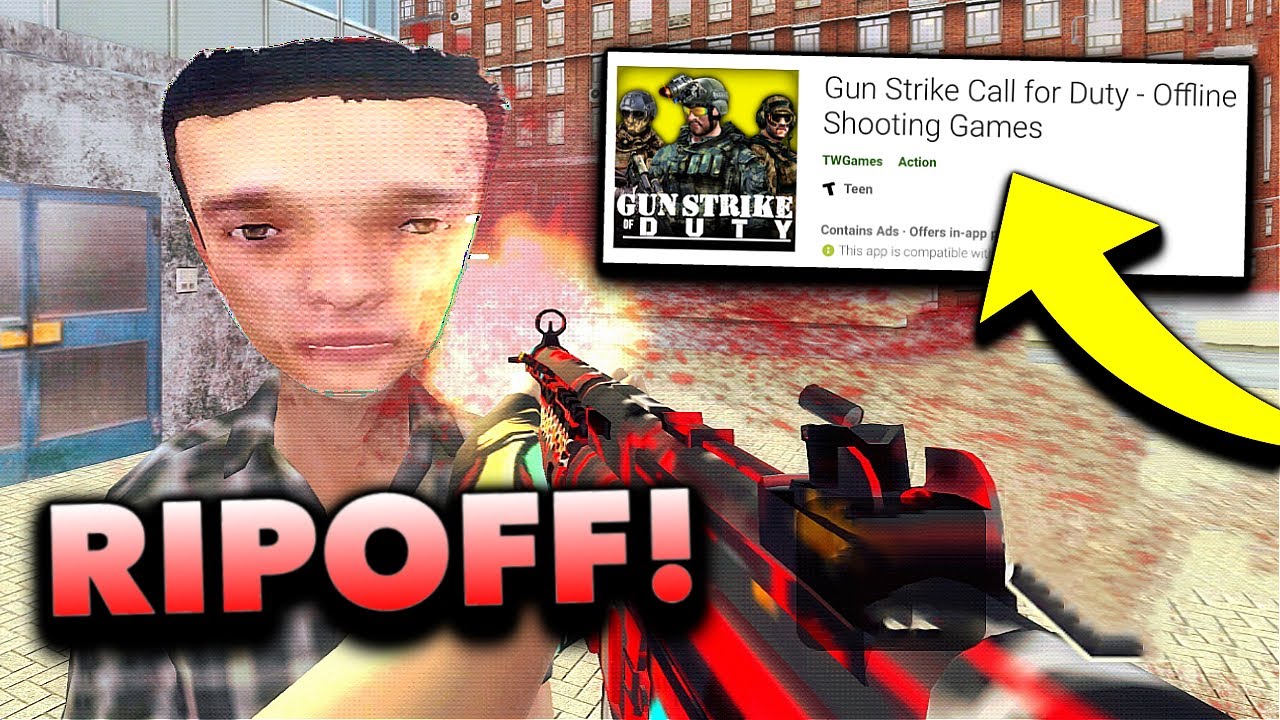 Gun Strike Call for Duty - Offline
Shooting Games
TWGames Action
T Teen
Contains Ads · Offers in-app
This app is compatible
GUN STRIKE
OF DUTY
RIPOFF!